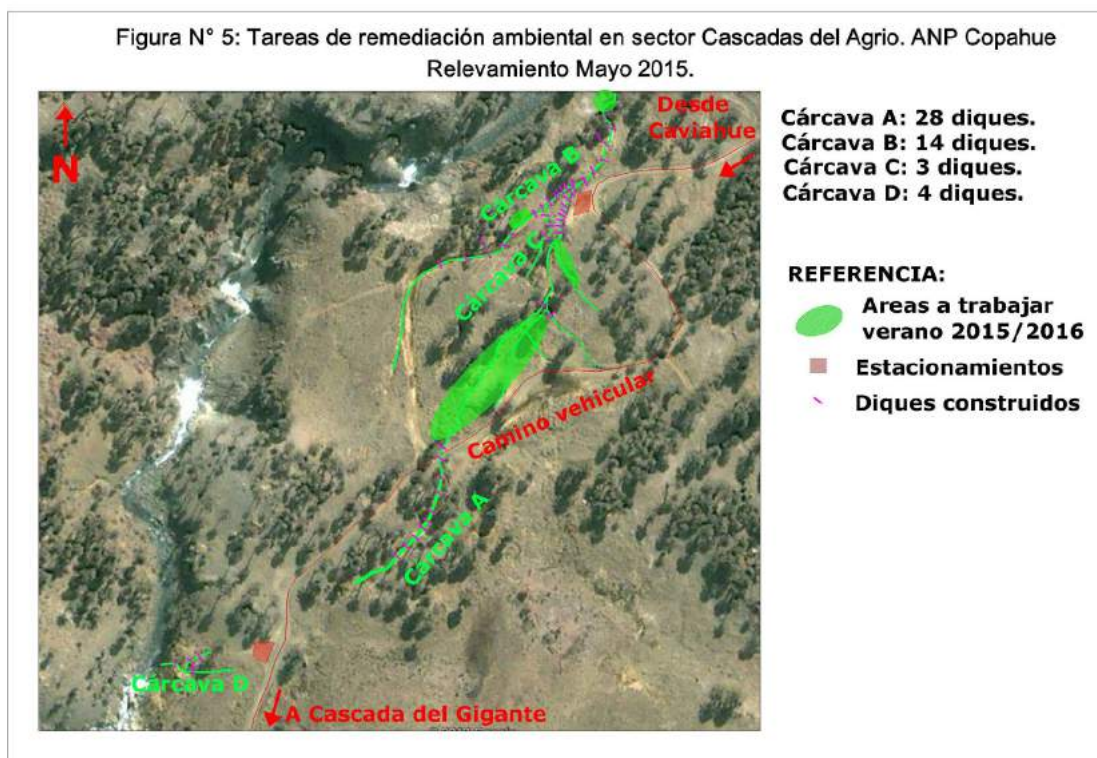 Figura N° 5: Tareas de remediación ambiental en sector Cascadas del Agrio. ANP Copahue
Relevamiento Mayo 2015.
N
Desde
Caviahue
Cárcava B
Cárcava C
Camino vehicular
Cárcava A
Cárcava D
A Cascada del Gigante
Cárcava A: 28 diques.
Cárcava B: 14 diques.
Cárcava C: 3 diques.
Cárcava D: 4 diques.
REFERENCIA:
Areas a trabajar
verano 2015/2016
Estacionamientos
Diques construidos